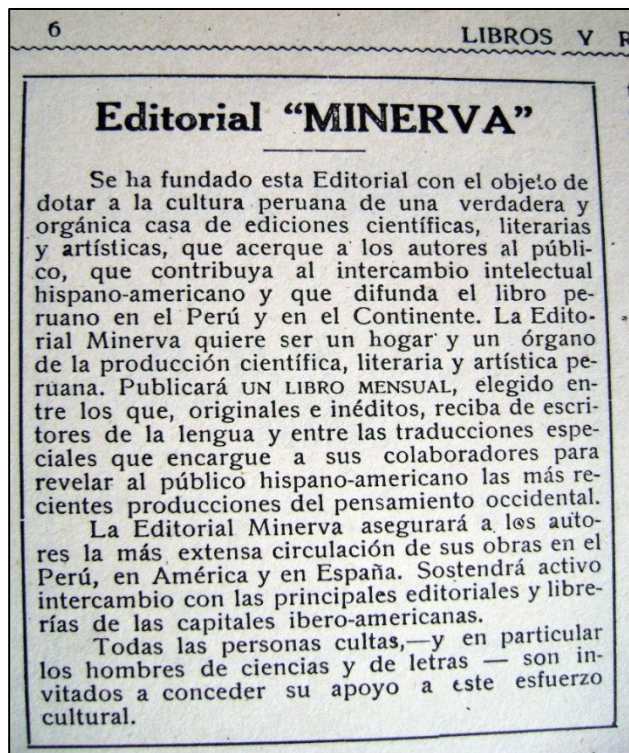 6
LIBROS Y R
Editorial “MINERVA”
Se ha fundado esta Editorial con el objeto de
dotar a la cultura peruana de una verdadera y
orgánica casa de ediciones científicas, literarias
y artísticas, que acerque a los autores al públi-
co, que contribuya al intercambio intelectual
hispano-americano y que difunda el libro pe-
ruano en el Perú y en el Continente. La Edito-
rial Minerva quiere ser un hogar y un órgano
de la producción científica, literaria y artística pe-
ruana. Publicará UN LIBRO MENSUAL, elegido en-
tre los que, originales e inéditos, reciba de escri-
tores de la lengua y entre las traducciones espe-
ciales que encargue a sus colaboradores para
revelar al público hispano-americano las más re-
cientes producciones del pensamiento occidental.
La Editorial Minerva asegurará a los auto-
res la más extensa circulación de sus obras en el
Perú, en América y en España. Sostendrá activo
intercambio con las principales editoriales y libre-
rías de las capitales ibero-americanas.
Todas las personas cultas,—y en particular
los hombres de ciencias y de letras — son in-
vitados a conceder su apoyo a este esfuerzo
cultural.